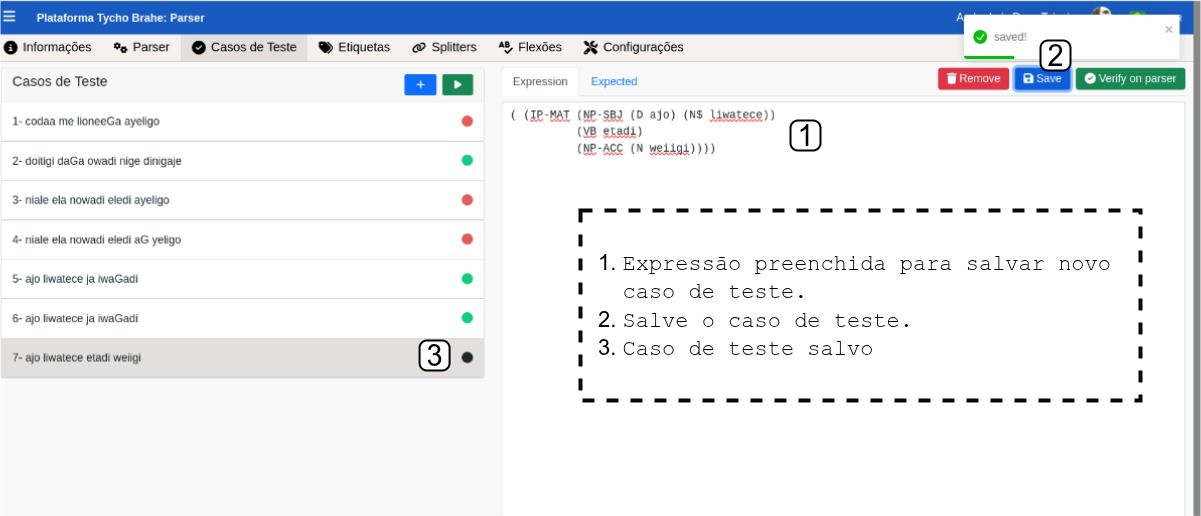 Plataforma Tycho Brahe: Parser
saved!
Informações Parser Casos de Teste Etiquetas Splitters Flexões Configurações
Casos de Teste
+
Expression Expected
Remove Save Verify on parser
2
1- codaa me lioneeGa ayeligo
2- doitigi daGa owadi nige dinigaje
3- niale ela nowadi eledi ayeligo
4- niale ela nowadi eledi aG yeligo
5- ajo liwatece ja iwaGadi
6- ajo liwatece ja iwaGadi
7- ajo liwatece etadi weiigi
3
( (IP-MAT (NP-SBJ (D ajo) (N$ liwatece))
(VB etadi)
(NP-ACC (N weiigi))))
1
1. Expressão preenchida para salvar novo
caso de teste.
2. Salve o caso de teste.
3. Caso de teste salvo